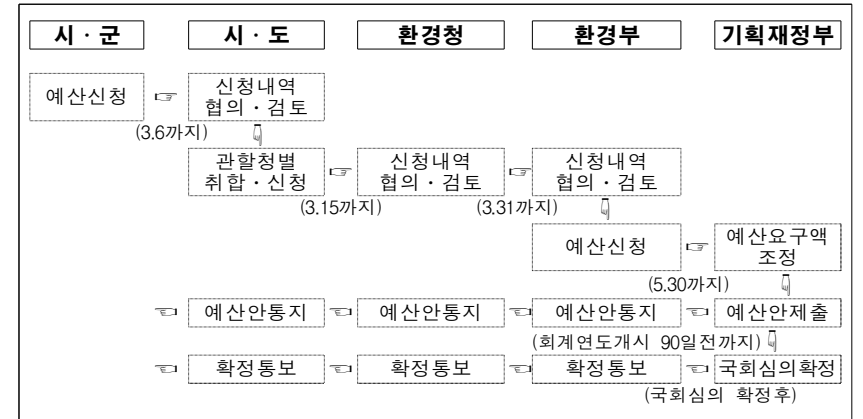 시·군 시·도 환경청 환경부 기획재정부
예산신청 ☞ 신청내역
협의·검토
(3.6까지) ☟
관할청별
취합·신청 ☞ 신청내역
협의·검토 ☞ 신청내역
협의·검토
(3.15까지) (3.31까지) ☟
예산신청 ☞ 예산요구액
조정
(5.30까지) ☟
☜ 예산안통지 ☜ 예산안통지 ☜ 예산안통지 ☜ 예산안제출
(회계연도개시 90일전까지) ☟
☜ 확정통보 ☜ 확정통보 ☜ 확정통보 ☜ 국회심의확정
(국회심의 확정후)